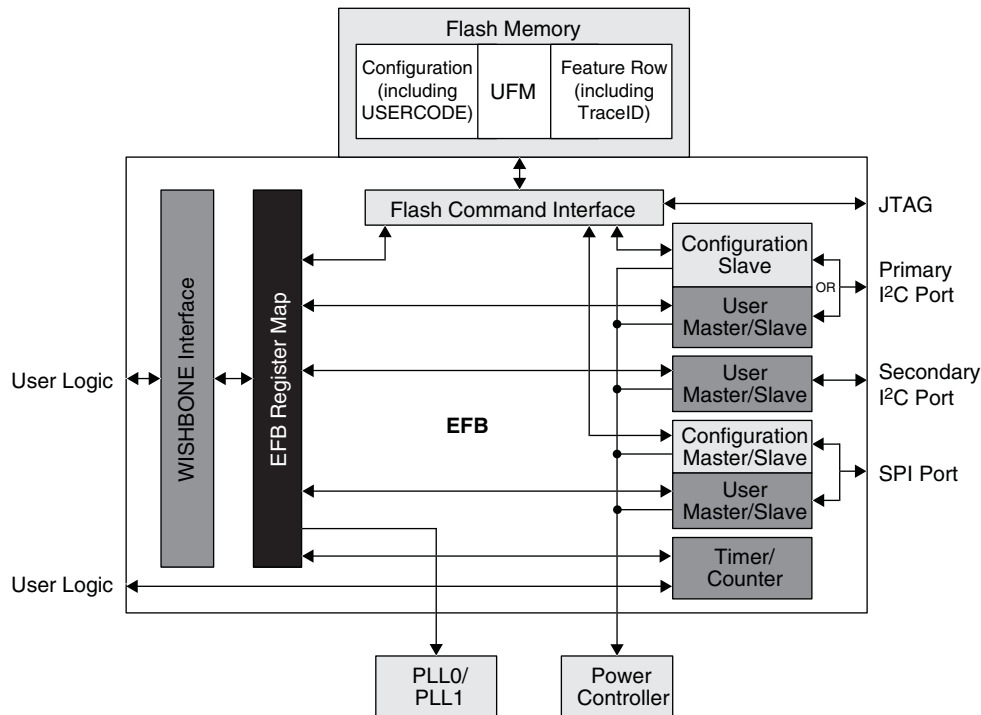 Flash Memory
Configuration
(including
USERCODE)
UFM
Feature Row
(including
TraceID)
Flash Command Interface
JTAG
Configuration
Slave
OR
Primary
I²C Port
User
Master/Slave
WISHBONE Interface
EFB Register Map
User Logic
User
Master/Slave
Secondary
I²C Port
EFB
Configuration
Master/Slave
SPI Port
User
Master/Slave
Timer/
Counter
User Logic
PLL0/
PLL1
Power
Controller